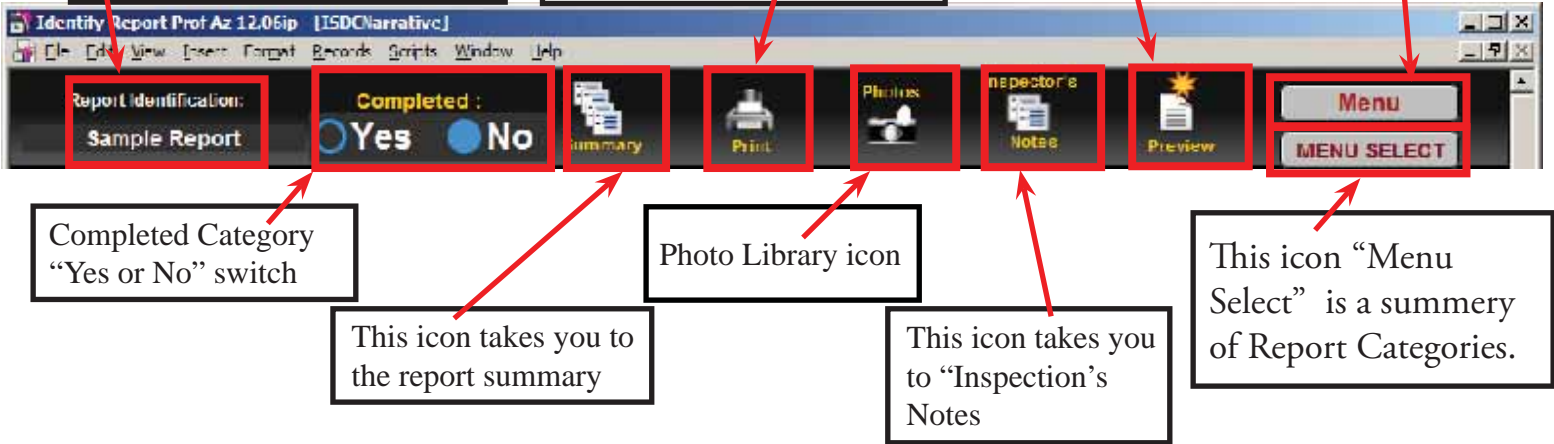 Identify Report Prof Az 12.06ip [ISDCNarrative]
File Edit View Insert Format Records Scripts Window Help
Report Identification:
Sample Report
Completed :
Yes No
Summary
Print
Photos
nspector's
Notes
Preview
Menu
MENU SELECT
Completed Category
“Yes or No” switch
This icon takes you to
the report summary
Photo Library icon
This icon takes you
to “Inspection's
Notes
This icon “Menu
Select” is a summery
of Report Categories.